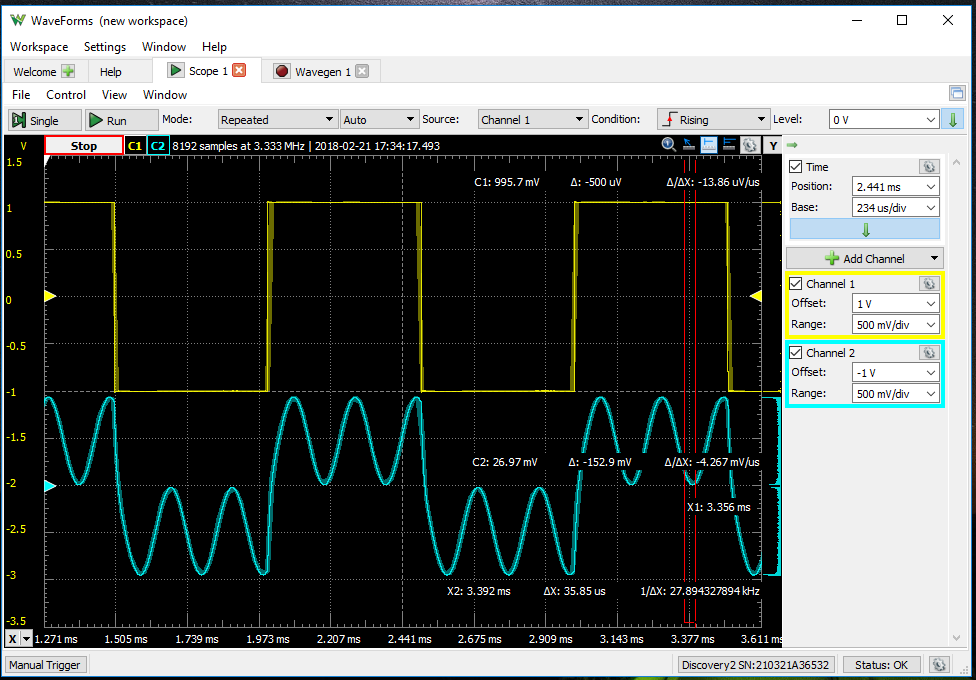 WaveForms (new workspace)
Workspace Settings Window Help
Welcome Help Scope 1 Wavegen 1
File Control View Window
Single Run Mode: Repeated Auto Source: Channel 1 Condition: Rising Level: 0 V
V Stop C1 C2 8192 samples at 3.333 MHz | 2018-02-21 17:34:17.493 Y
1.5
C1: 995.7 mV Δ: -500 uV Δ/ΔX: -13.86 uV/us
1
0.5
0
-0.5
-1
-1.5
C2: 26.97 mV Δ: -152.9 mV Δ/ΔX: -4.267 mV/us
-2
X1: 3.356 ms
-2.5
-3
X2: 3.392 ms ΔX: 35.85 us 1/ΔX: 27.894327894 kHz
-3.5
X 1.271 ms 1.505 ms 1.739 ms 1.973 ms 2.207 ms 2.441 ms 2.675 ms 2.909 ms 3.143 ms 3.377 ms 3.611 ms
Time
Position: 2.441 ms
Base: 234 us/div
Add Channel
Channel 1
Offset: 1 V
Range: 500 mV/div
Channel 2
Offset: -1 V
Range: 500 mV/div
Manual Trigger Discovery2 SN:210321A36532 Status: OK